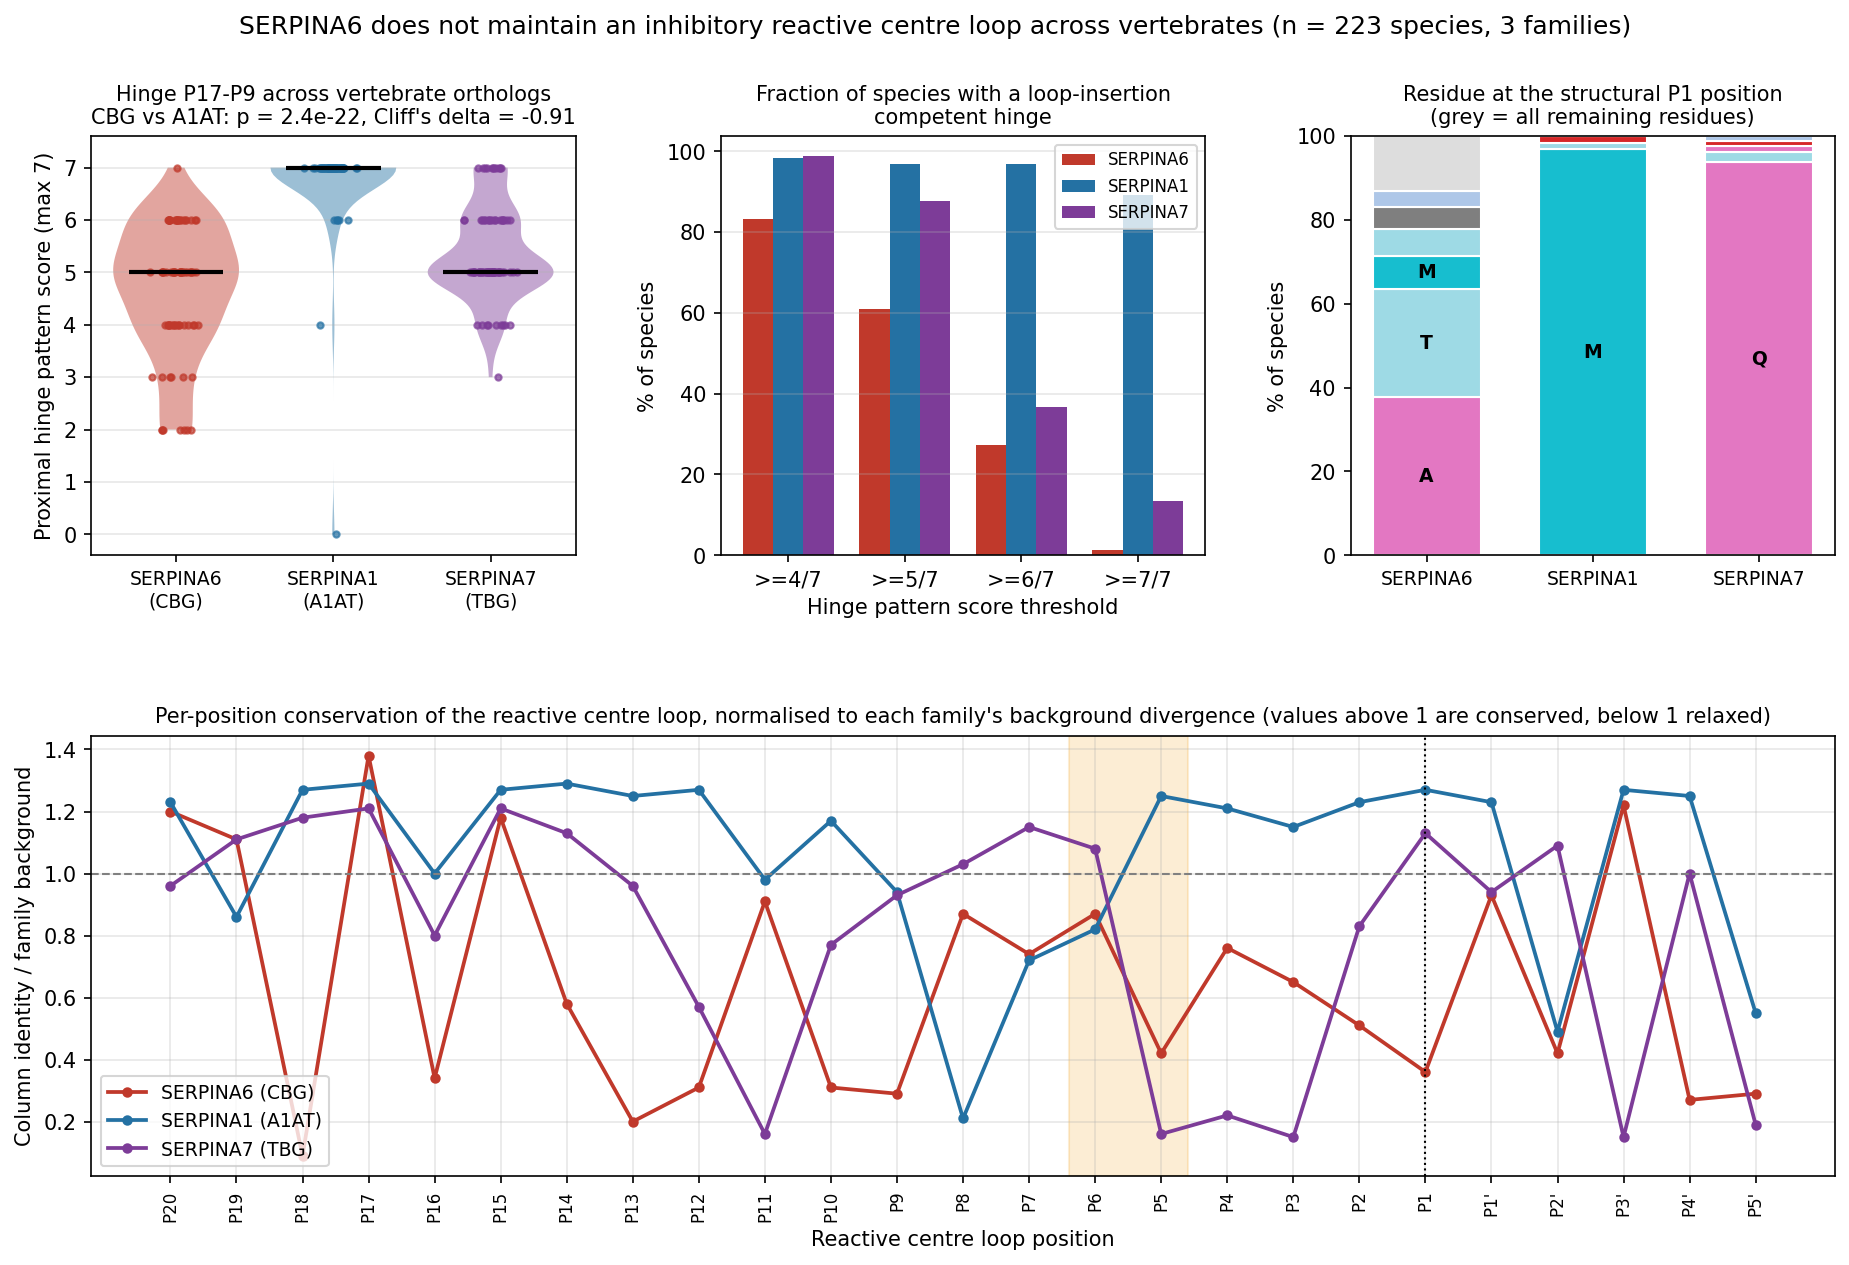 SERPINA6 does not maintain an inhibitory reactive centre loop across vertebrates (n = 223 species, 3 families)
Hinge P17-P9 across vertebrate orthologs
CBG vs A1AT: p = 2.4e-22, Cliff's delta = -0.91
Proximal hinge pattern score (max 7)
7
6
5
4
3
2
1
0
SERPINA6
(CBG)
SERPINA1
(A1AT)
SERPINA7
(TBG)
Fraction of species with a loop-insertion
competent hinge
% of species
100
80
60
40
20
0
SERPINA6
SERPINA1
SERPINA7
>=4/7
>=5/7
>=6/7
>=7/7
Hinge pattern score threshold
Residue at the structural P1 position
(grey = all remaining residues)
% of species
100
80
60
40
20
0
M
T
A
M
Q
SERPINA6
SERPINA1
SERPINA7
Per-position conservation of the reactive centre loop, normalised to each family's background divergence (values above 1 are conserved, below 1 relaxed)
Column identity / family background
1.4
1.2
1.0
0.8
0.6
0.4
0.2
SERPINA6 (CBG)
SERPINA1 (A1AT)
SERPINA7 (TBG)
P20
P19
P18
P17
P16
P15
P14
P13
P12
P11
P10
P9
P8
P7
P6
P5
P4
P3
P2
P1
P1'
P2'
P3'
P4'
P5'
Reactive centre loop position